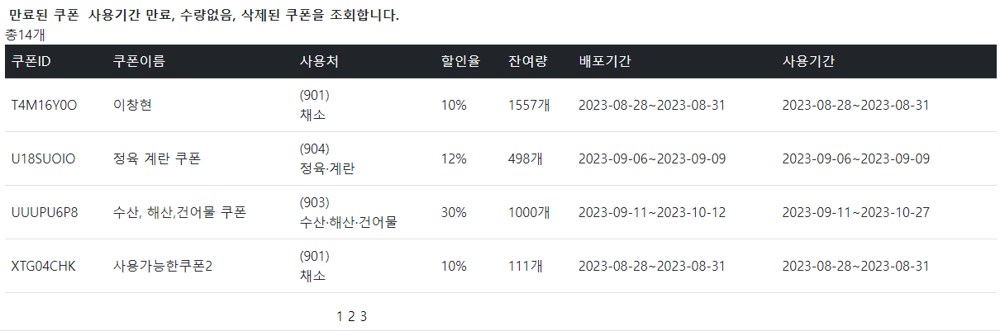 만료된 쿠폰 사용기간 만료, 수량없음, 삭제된 쿠폰을 조회합니다.
총14개
쿠폰ID 쿠폰이름 사용처 할인율 잔여량 배포기간 사용기간
T4M16Y0O 이창현 (901) 채소 10% 1557개 2023-08-28~2023-08-31 2023-08-28~2023-08-31
U18SUOIO 정육 계란 쿠폰 (904) 정육·계란 12% 498개 2023-09-06~2023-09-09 2023-09-06~2023-09-09
UUUPU6P8 수산, 해산,건어물 쿠폰 (903) 수산·해산·건어물 30% 1000개 2023-09-11~2023-10-12 2023-09-11~2023-10-27
XTG04CHK 사용가능한쿠폰2 (901) 채소 10% 111개 2023-08-28~2023-08-31 2023-08-28~2023-08-31
1 2 3